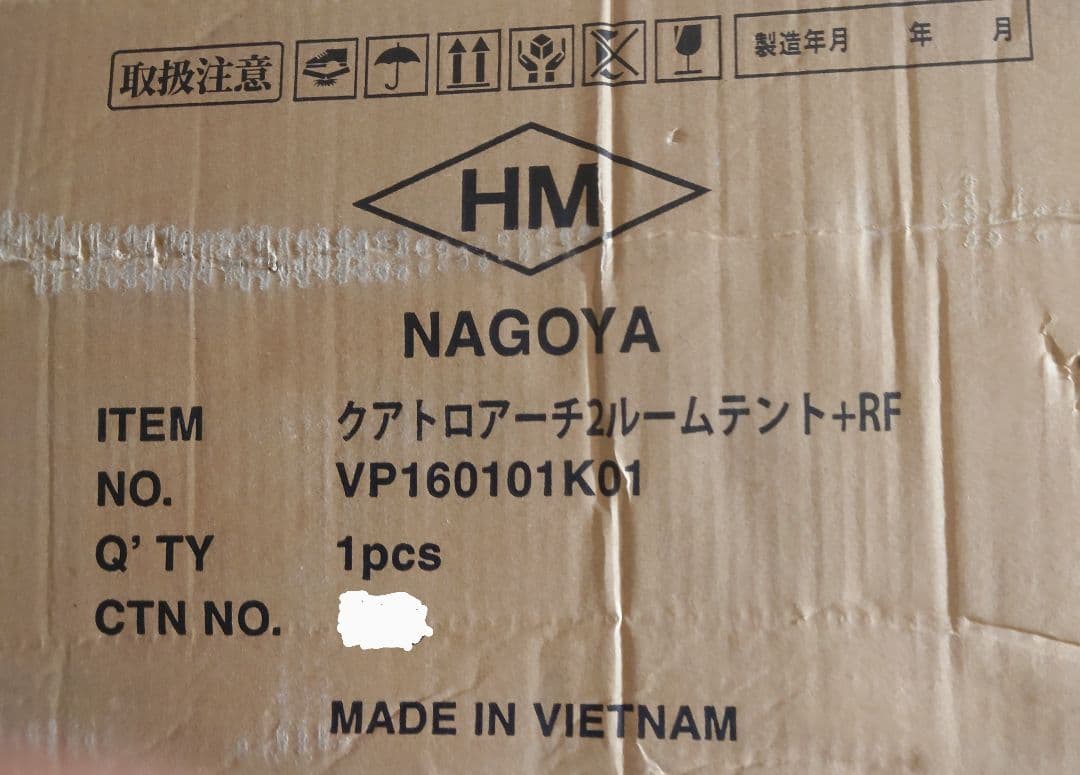 取扱注意 製造年月 年 月
HM
NAGOYA
ITEM クアトロアーチ2ルームテント+RF
NO. VP160101K01
Q' TY 1pcs
CTN NO.
MADE IN VIETNAM